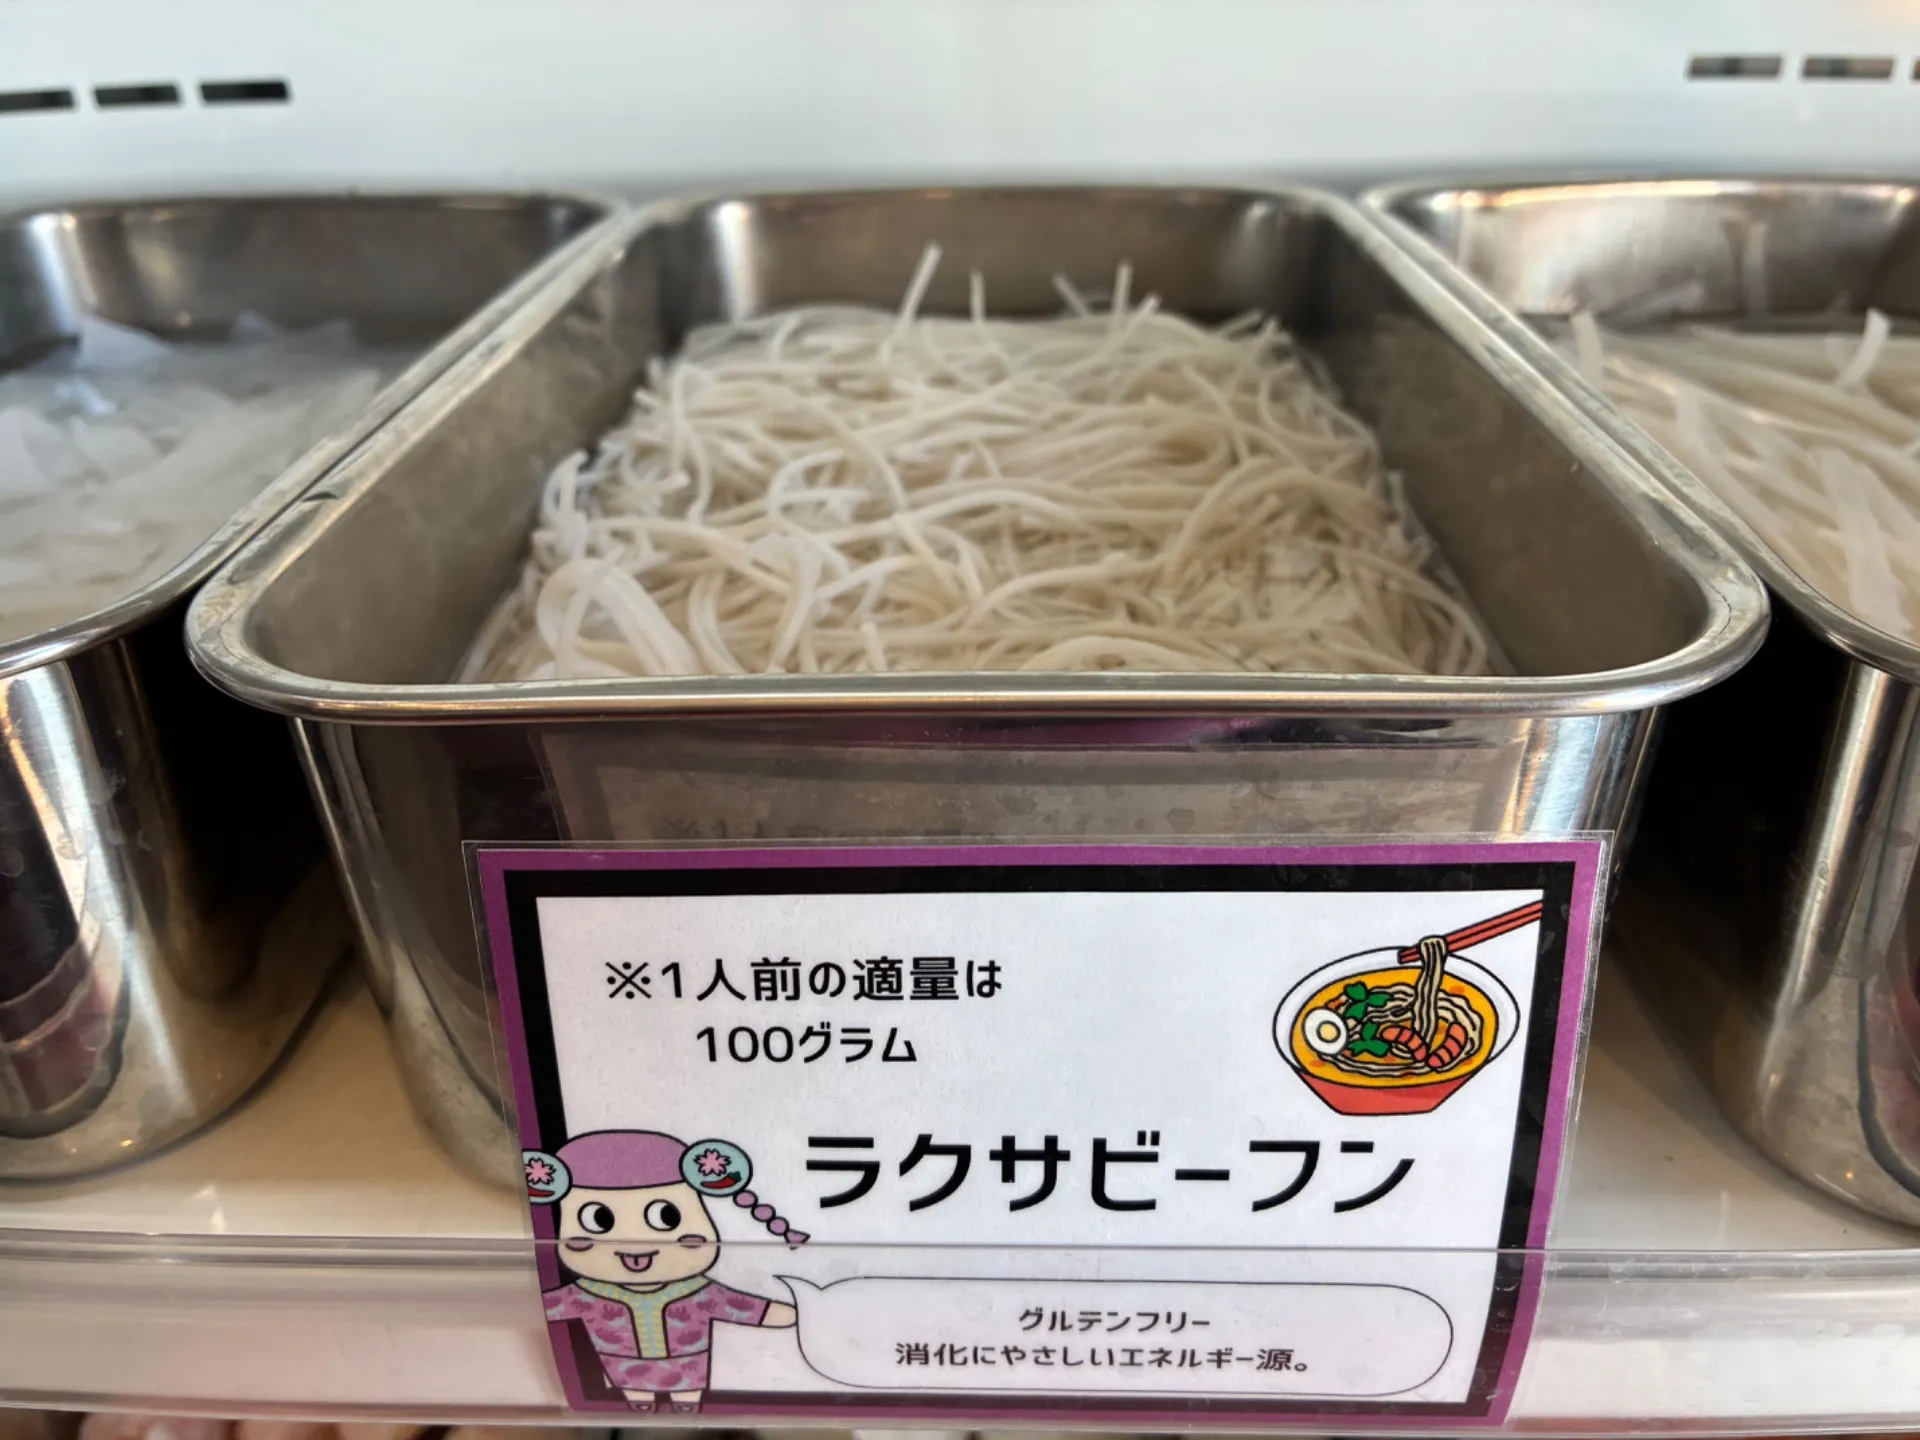 ※1人前の適量は
100グラム
ラクサビーフン
グルテンフリー
消化にやさしいエネルギー源。